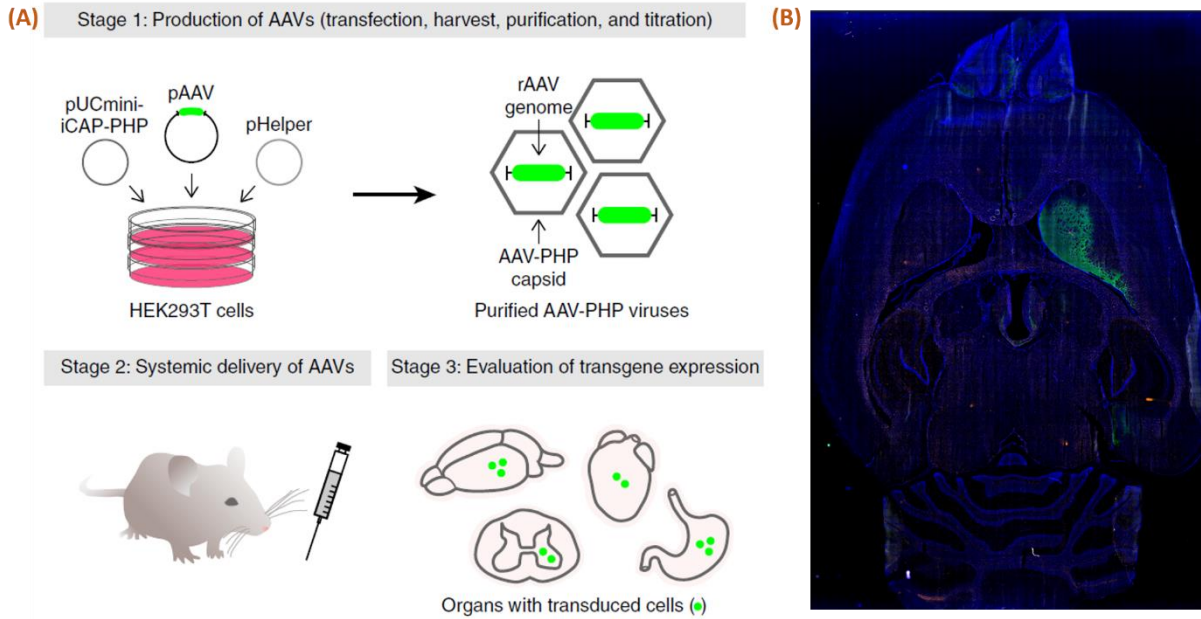 (A)
Stage 1: Production of AAVs (transfection, harvest, purification, and titration)
pUCmini-
iCAP-PHP
pAAV
pHelper
HEK293T cells
rAAV
genome
AAV-PHP
capsid
Purified AAV-PHP viruses
Stage 2: Systemic delivery of AAVs
Stage 3: Evaluation of transgene expression
Organs with transduced cells ( )
(B)